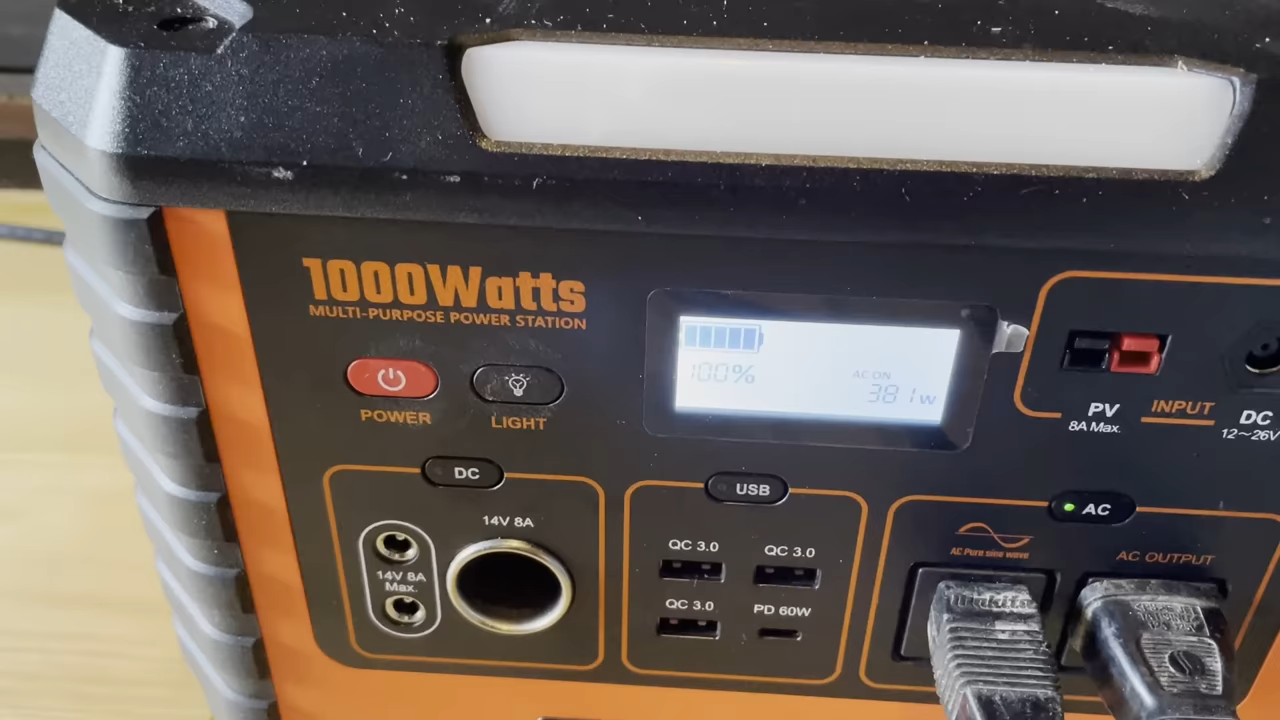 1000Watts
MULTI-PURPOSE POWER STATION
POWER
LIGHT
100%
AC ON
381w
PV
8A Max.
INPUT
DC
12~26V
DC
14V 8A
14V 8A
Max.
USB
QC 3.0
QC 3.0
QC 3.0
PD 60W
AC
AC Pure sine wave
AC OUTPUT
makita